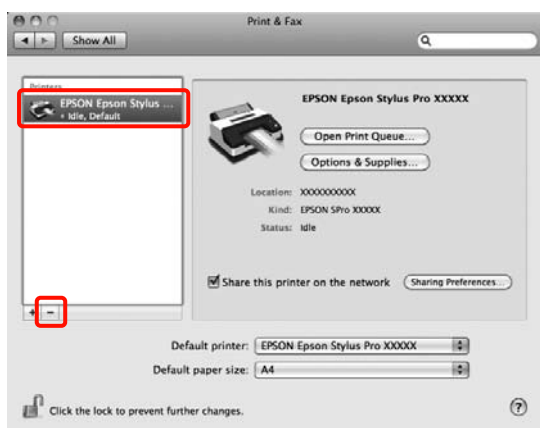 Print & Fax
Show All
Printers
EPSON Epson Stylus ...
• Idle, Default
EPSON Epson Stylus Pro XXXXX
Open Print Queue...
Options & Supplies...
Location: XXXXXXXXXX
Kind: EPSON SPro XXXXX
Status: Idle
Share this printer on the network Sharing Preferences...
+ –
Default printer: EPSON Epson Stylus Pro XXXXX
Default paper size: A4
Click the lock to prevent further changes. ?